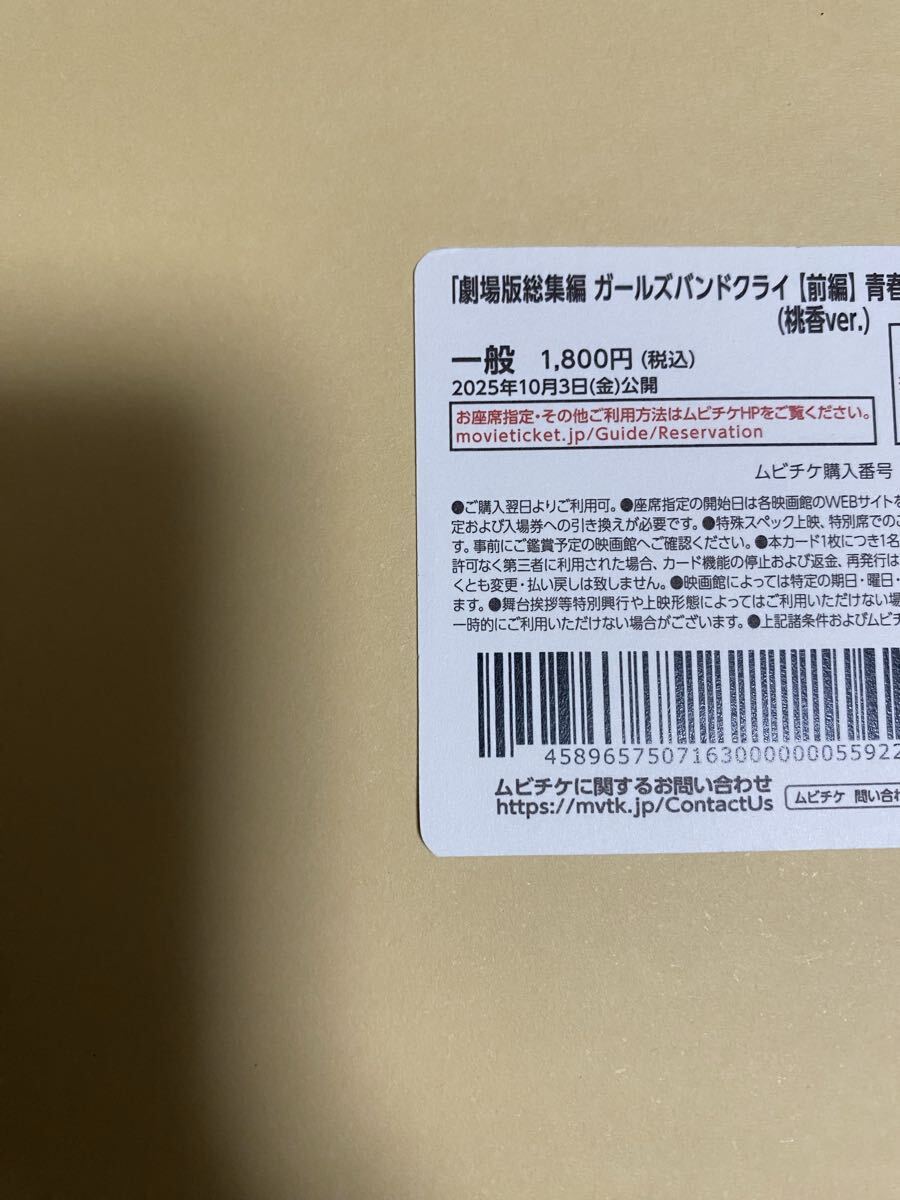 「劇場版総集編 ガールズバンドクライ【前編】青春
(桃香ver.)
一般 1,800円(税込)
2025年10月3日(金)公開
お座席指定・その他ご利用方法はムビチケHPをご覧ください。
movieticket.jp/Guide/Reservation
ムビチケ購入番号
●ご購入翌日よりご利用可。●座席指定の開始日は各映画館のWEBサイトを
定および入場券への引き換えが必要です。●特殊スペック上映、特別席でのご
す。事前にご鑑賞予定の映画館へご確認ください。●本カード1枚につき1名
許可なく第三者に利用された場合、カード機能の停止および返金、再発行は
くとも変更・払い戻しは致しません。●映画館によっては特定の期日・曜日・
ます。●舞台挨拶等特別興行や上映形態によってはご利用いただけない場
一時的にご利用いただけない場合がございます。●上記諸条件およびムビチ
4589657507163000000055922
ムビチケに関するお問い合わせ
https://mvtk.jp/ContactUs
ムビチケ 問い合わ